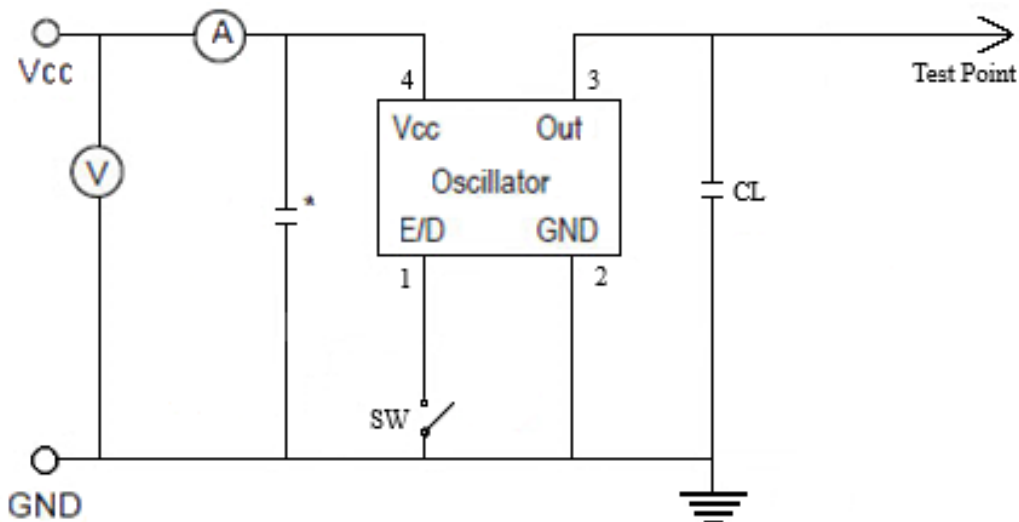 A
Vcc
Test Point
4
3
Vcc
Out
V
Oscillator
*
CL
E/D
GND
1
2
SW
GND